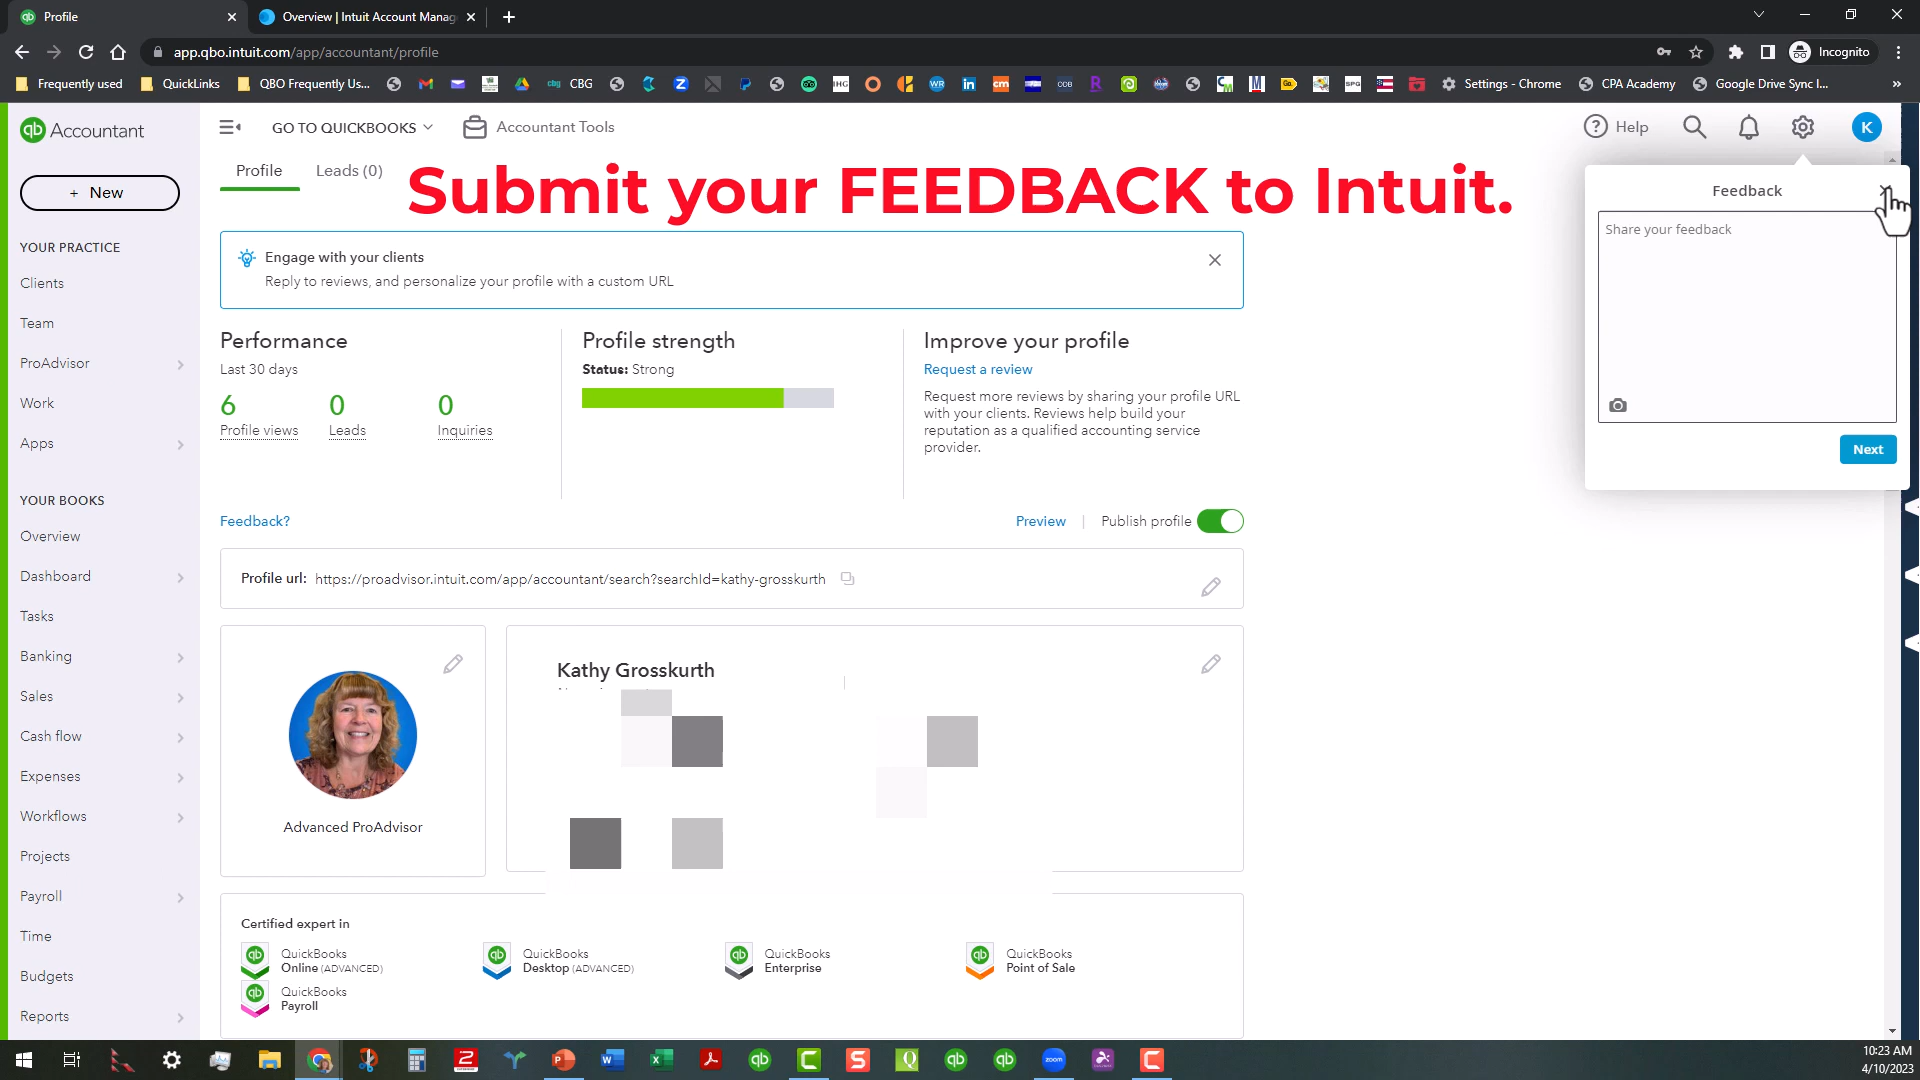 Profile
Overview | Intuit Account Manag
app.qbo.intuit.com/app/accountant/profile
Incognito
Frequently used
QuickLinks
QBO Frequently Us...
CBG
Settings - Chrome
CPA Academy
Google Drive Sync I...
qb Accountant
GO TO QUICKBOOKS
Accountant Tools
Help
K
Profile
Leads (0)
Submit your FEEDBACK to Intuit.
+ New
YOUR PRACTICE
Clients
Team
ProAdvisor
Work
Apps
YOUR BOOKS
Overview
Dashboard
Tasks
Banking
Sales
Cash flow
Expenses
Workflows
Projects
Payroll
Time
Budgets
Reports
Engage with your clients
Reply to reviews, and personalize your profile with a custom URL
Performance
Last 30 days
6
0
0
Profile views
Leads
Inquiries
Profile strength
Status: Strong
Improve your profile
Request a review
Request more reviews by sharing your profile URL
with your clients. Reviews help build your
reputation as a qualified accounting service
provider.
Feedback?
Preview
Publish profile
Profile url: https://proadvisor.intuit.com/app/accountant/search?searchId=kathy-grosskurth
Advanced ProAdvisor
Kathy Grosskurth
Certified expert in
QuickBooks
Online (ADVANCED)
QuickBooks
Desktop (ADVANCED)
QuickBooks
Enterprise
QuickBooks
Point of Sale
QuickBooks
Payroll
Feedback
Share your feedback
Next
10:23 AM
4/10/2023